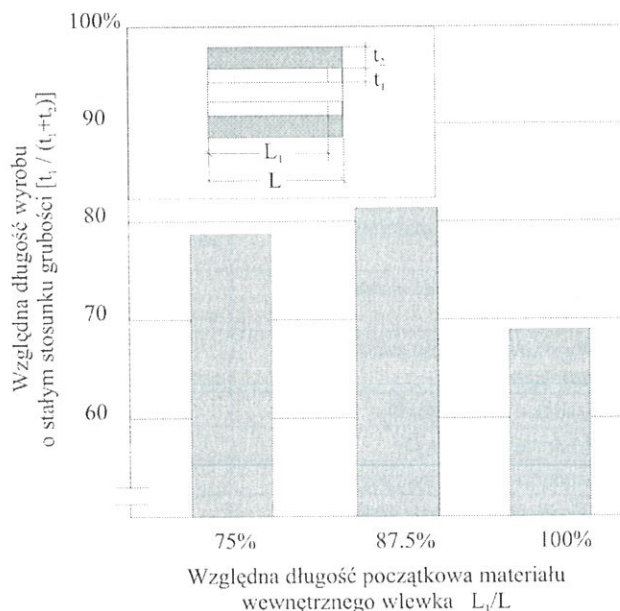 100%
90
80
70
60
Względna długość wyrobu
o stałym stosunku grubości [t₁ / (t₁+t₂)]
t₂
t₁
L₁
L
75%
87.5%
100%
Względna długość początkowa materiału
wewnętrznego wlewka L₁/L